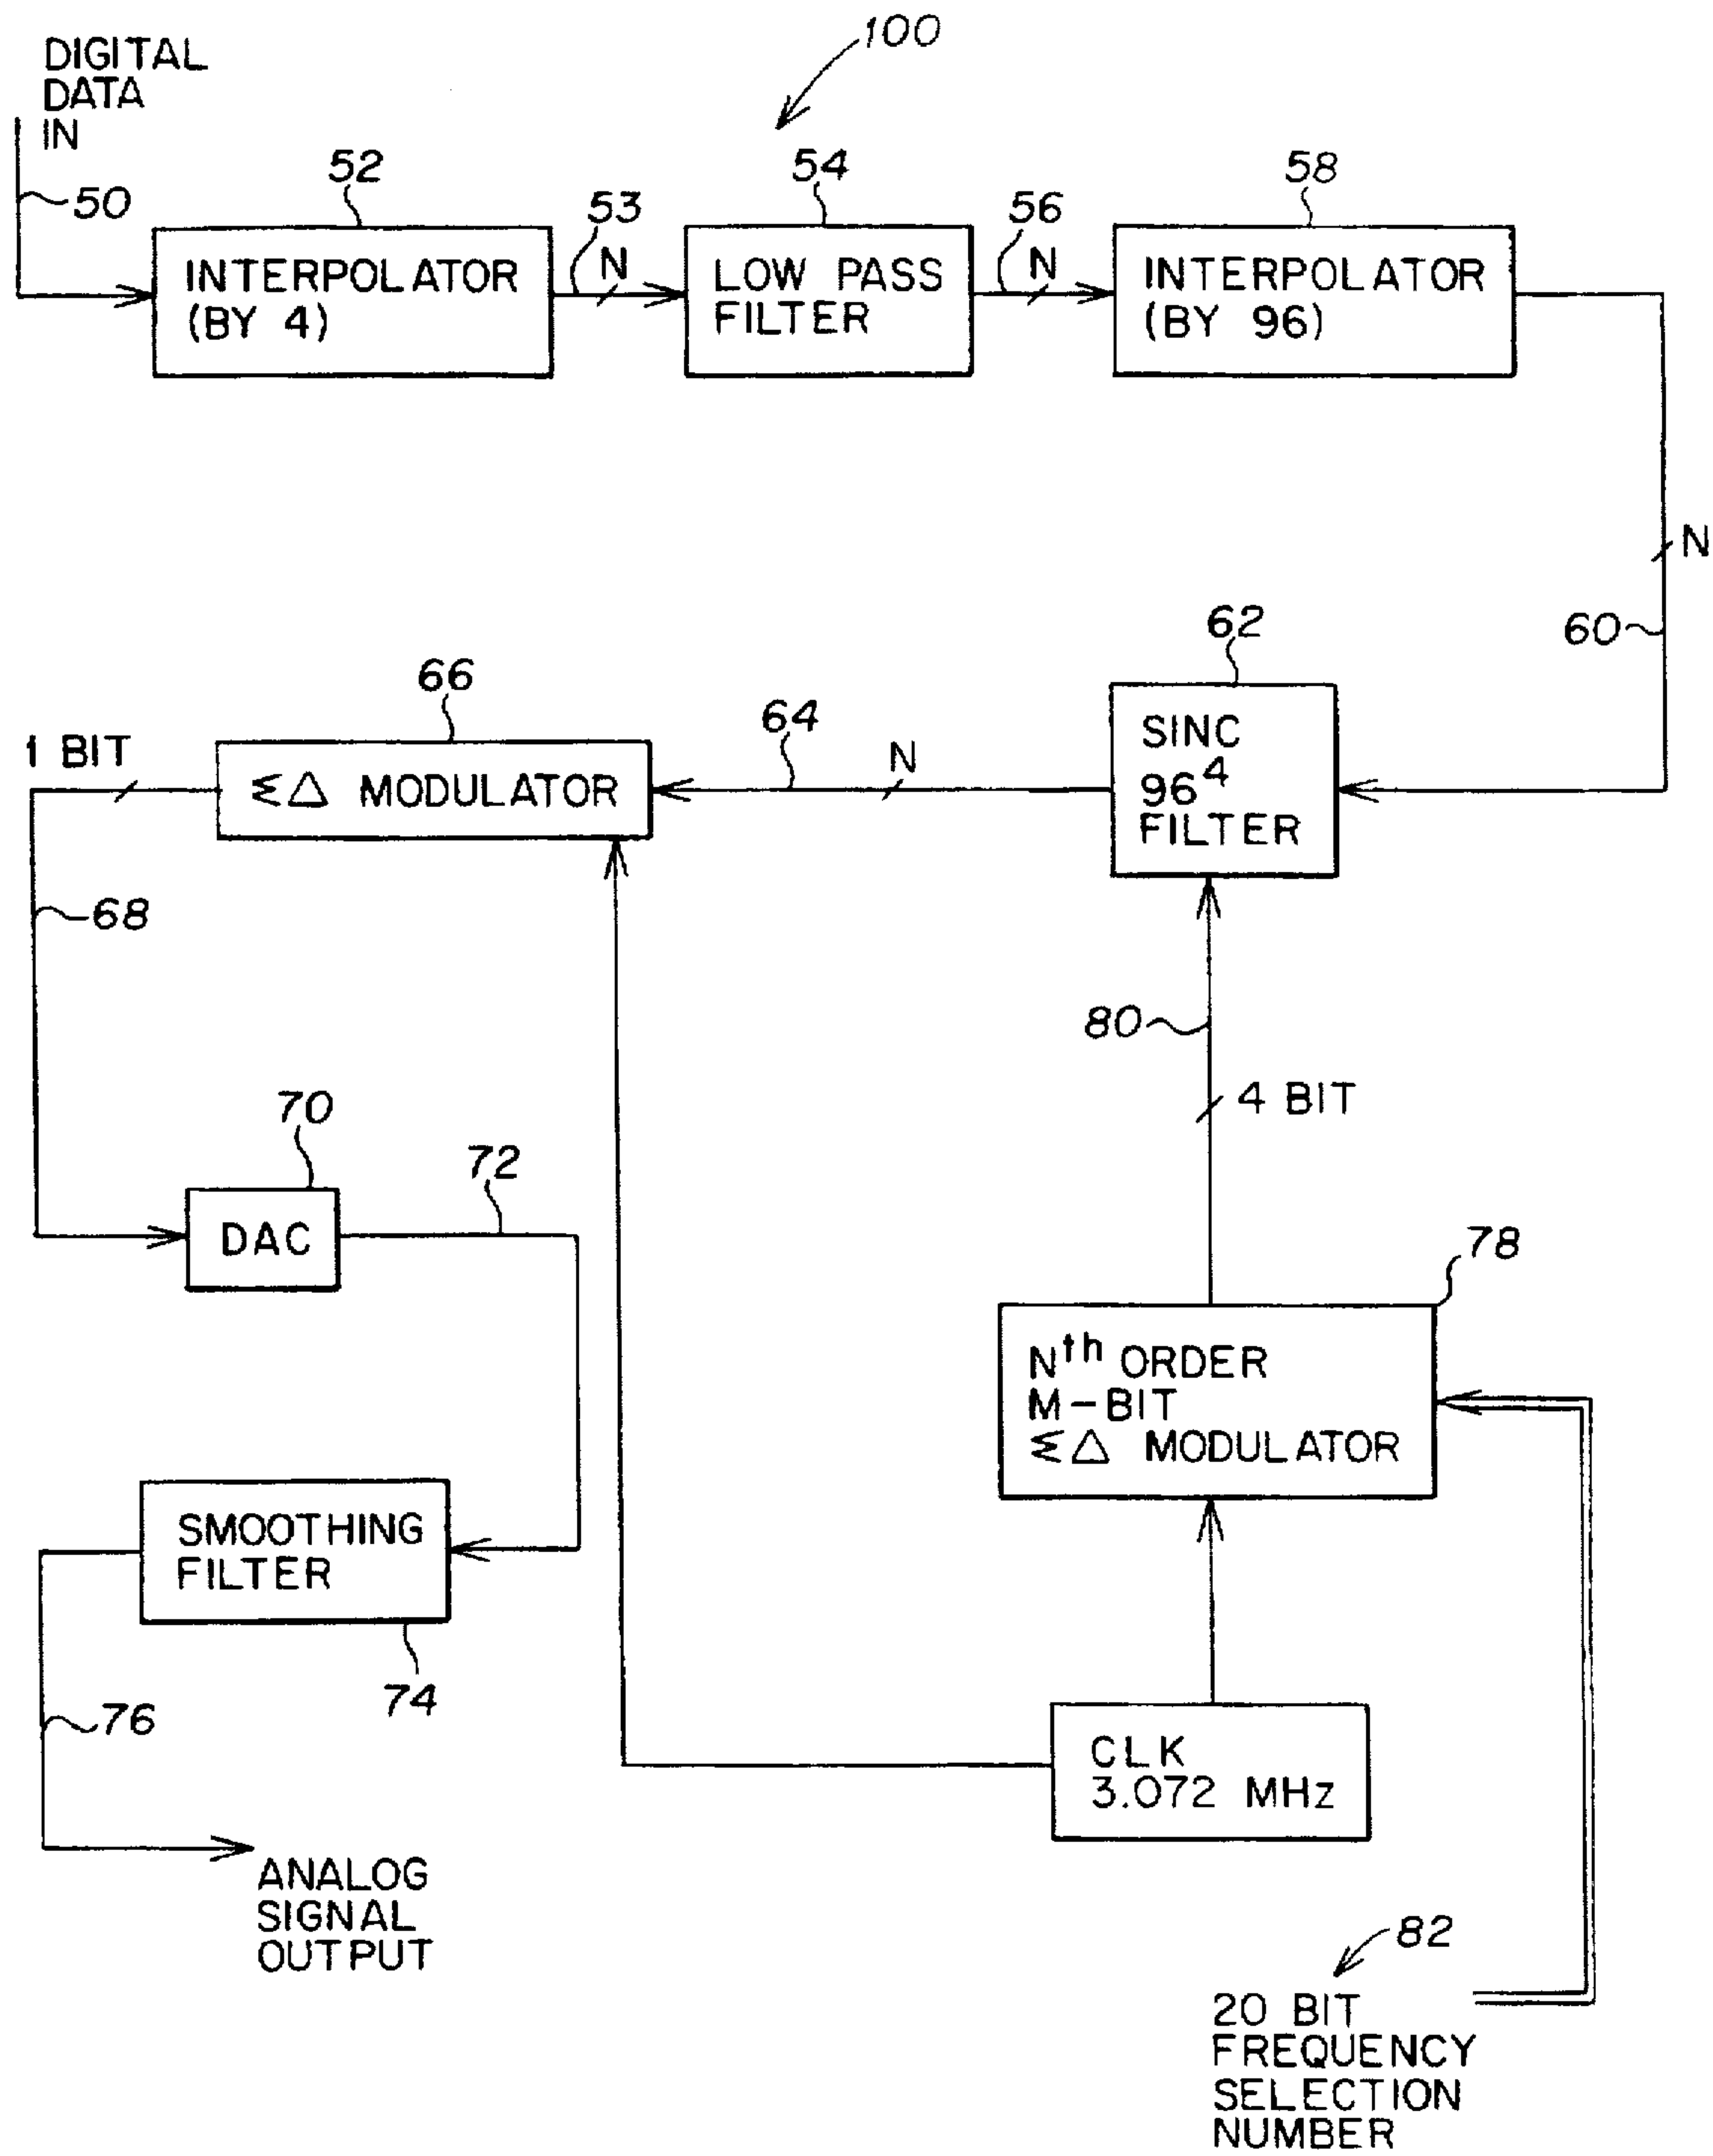 100
DIGITAL
DATA
IN
50
52
INTERPOLATOR
(BY 4)
53
N
54
LOW PASS
FILTER
56
N
58
INTERPOLATOR
(BY 96)
N
60
62
SINC
96⁴
FILTER
64
N
66
ΣΔ MODULATOR
1 BIT
68
70
DAC
72
SMOOTHING
FILTER
74
76
ANALOG
SIGNAL
OUTPUT
80
4 BIT
78
Nᵗʰ ORDER
M-BIT
ΣΔ MODULATOR
CLK
3.072 MHz
82
20 BIT
FREQUENCY
SELECTION
NUMBER